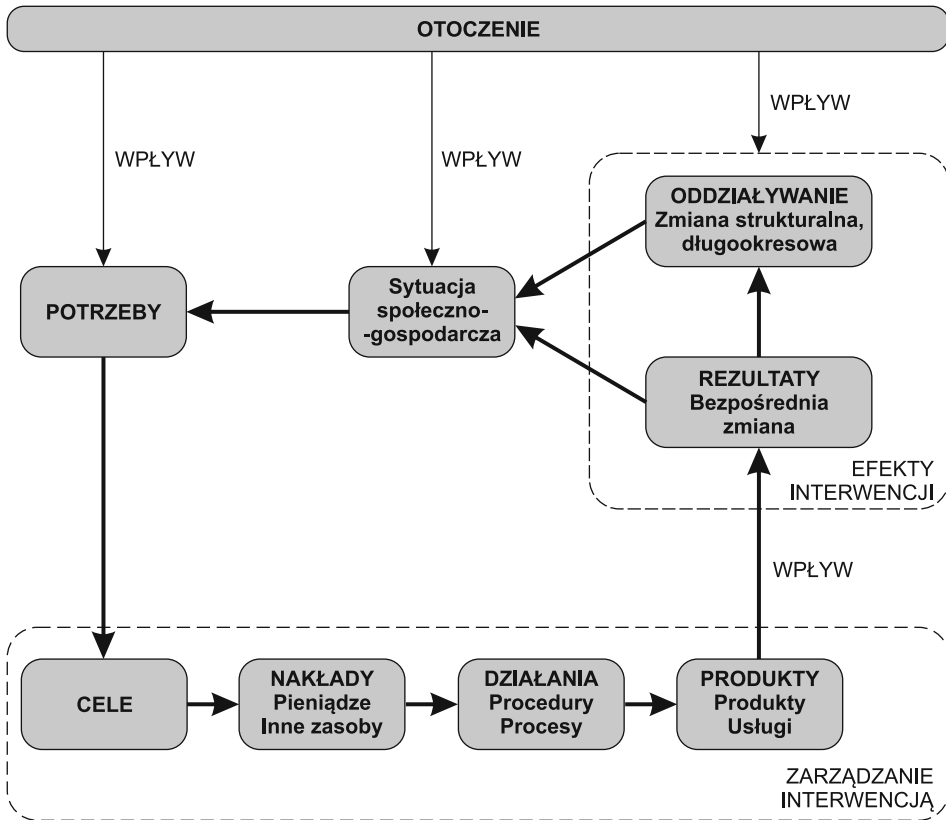 OTOCZENIE
WPŁYW
WPŁYW
WPŁYW
ODDZIAŁYWANIE
Zmiana strukturalna,
długookresowa
POTRZEBY
Sytuacja
społeczno-
-gospodarcza
REZULTATY
Bezpośrednia
zmiana
EFEKTY
INTERWENCJI
WPŁYW
CELE
NAKŁADY
Pieniądze
Inne zasoby
DZIAŁANIA
Procedury
Procesy
PRODUKTY
Produkty
Usługi
ZARZĄDZANIE
INTERWENCJĄ